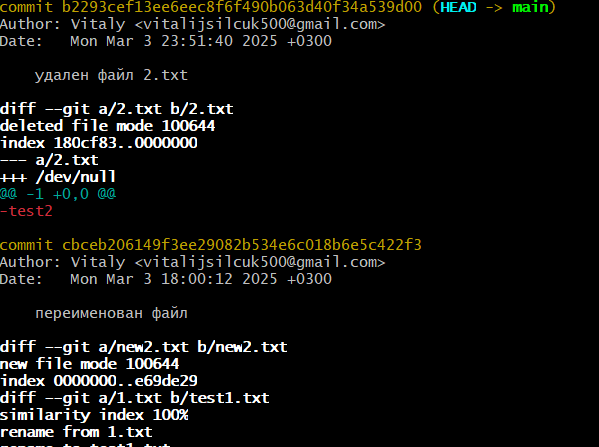 commit b2293cef13ee6eec8f6f490b063d40f34a539d00 (HEAD -> main)
Author: Vitaly <vitalijsilcuk500@gmail.com>
Date:   Mon Mar 3 23:51:40 2025 +0300
удален файл 2.txt
diff --git a/2.txt b/2.txt
deleted file mode 100644
index 180cf83..0000000
--- a/2.txt
+++ /dev/null
@@ -1 +0,0 @@
-test2
commit cbceb206149f3ee29082b534e6c018b6e5c422f3
Author: Vitaly <vitalijsilcuk500@gmail.com>
Date:   Mon Mar 3 18:00:12 2025 +0300
переименован файл
diff --git a/new2.txt b/new2.txt
new file mode 100644
index 0000000..e69de29
diff --git a/1.txt b/test1.txt
similarity index 100%
rename from 1.txt
rename to test1.txt